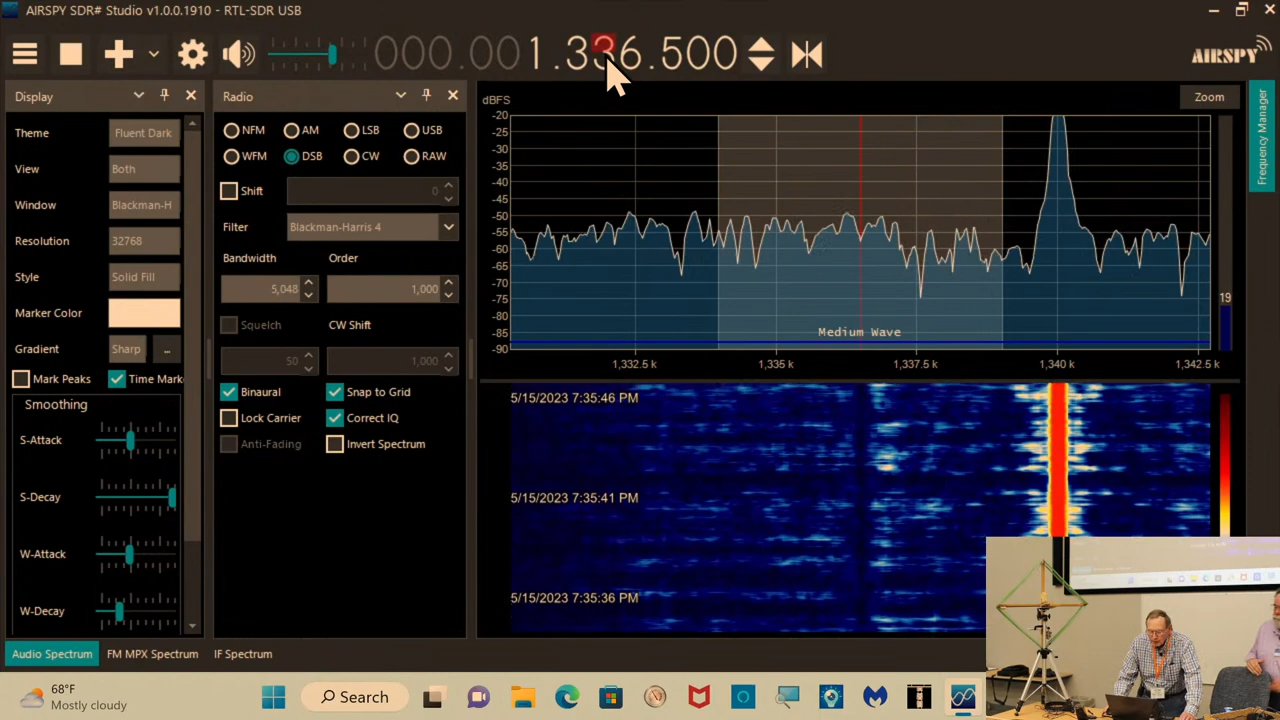 AIRSPY SDR# Studio v1.0.0.1910 - RTL-SDR USB
000.001.336.500
AIRSPY
Display
Theme Fluent Dark
View Both
Window Blackman-H
Resolution 32768
Style Solid Fill
Marker Color
Gradient Sharp ...
Mark Peaks Time Mark
Smoothing
S-Attack
S-Decay
W-Attack
W-Decay
Radio
NFM AM LSB USB
WFM DSB CW RAW
Shift 0
Filter Blackman-Harris 4
Bandwidth Order
5,048 1,000
Squelch CW Shift
50 1,000
Binaural Snap to Grid
Lock Carrier Correct IQ
Anti-Fading Invert Spectrum
dBFS
Zoom
-20
-25
-30
-35
-40
-45
-50
-55
-60
-65
-70
-75
-80
-85
-90
19
Medium Wave
1,332.5 k 1,335 k 1,337.5 k 1,340 k 1,342.5 k
Frequency Manager
5/15/2023 7:35:46 PM
5/15/2023 7:35:41 PM
5/15/2023 7:35:36 PM
Audio Spectrum FM MPX Spectrum IF Spectrum
68°F
Mostly cloudy
Search